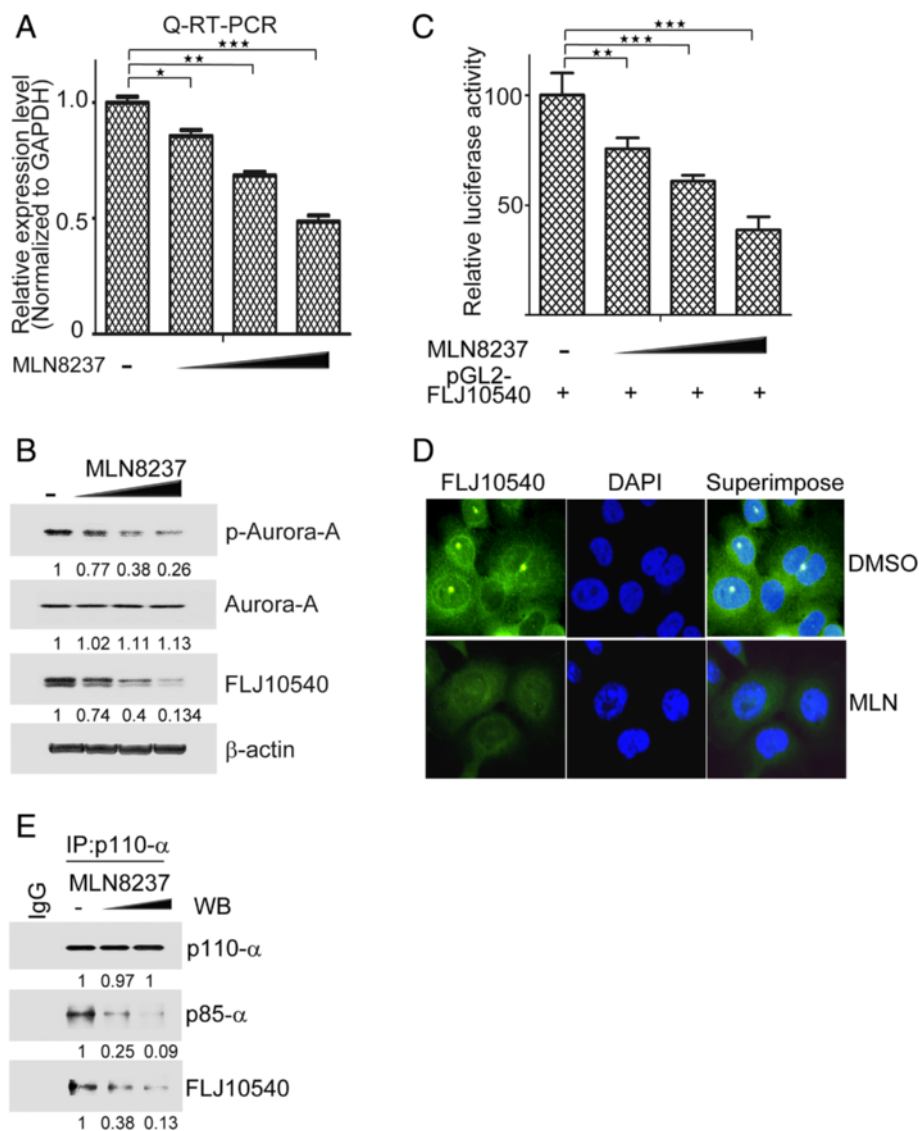 A
Q-RT-PCR
★★★
★★
★
Relative expression level
(Normalized to GAPDH)
1.0
0.5
0
MLN8237 -
C
★★★
★★★
★★
Relative luciferase activity
100
50
MLN8237 -
pGL2-
FLJ10540 + + + +
B
MLN8237
-
p-Aurora-A
1 0.77 0.38 0.26
Aurora-A
1 1.02 1.11 1.13
FLJ10540
1 0.74 0.4 0.134
β-actin
D
FLJ10540 DAPI Superimpose
DMSO
MLN
E
IP:p110-α
MLN8237
IgG - WB
p110-α
1 0.97 1
p85-α
1 0.25 0.09
FLJ10540
1 0.38 0.13